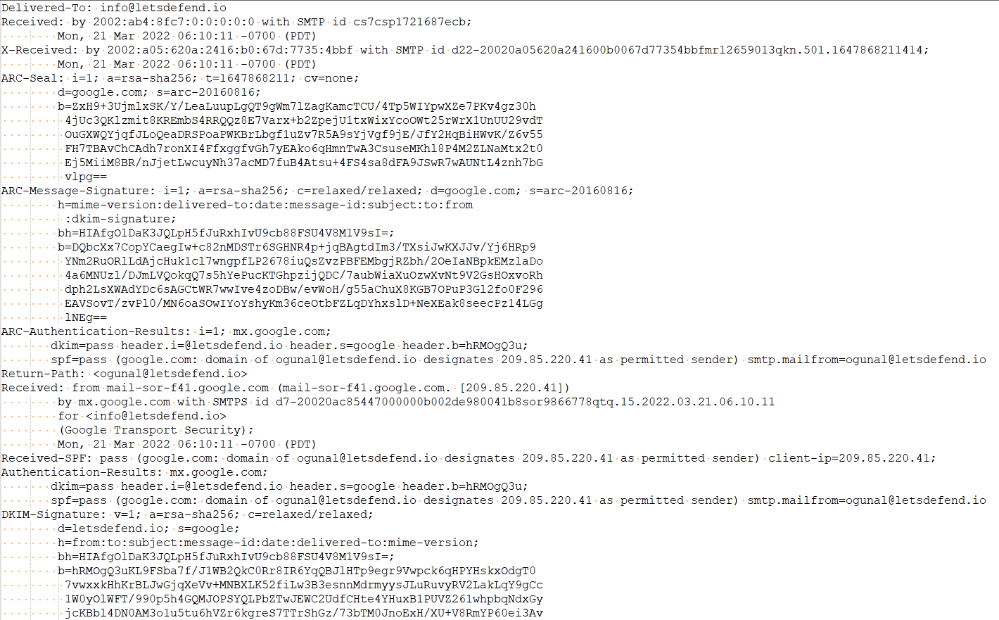 Delivered-To: info@letsdefend.io
Received: by 2002:ab4:8fc7:0:0:0:0:0 with SMTP id cs7csp1721687ecb;
        Mon, 21 Mar 2022 06:10:11 -0700 (PDT)
X-Received: by 2002:a05:620a:2416:b0:67d:7735:4bbf with SMTP id d22-20020a05620a241600b0067d77354bbfmr12659013qkn.501.1647868211414;
        Mon, 21 Mar 2022 06:10:11 -0700 (PDT)
ARC-Seal: i=1; a=rsa-sha256; t=1647868211; cv=none;
        d=google.com; s=arc-20160816;
        b=ZxH9+3UjmlxSK/Y/LeaLuupLgQT9gWm7lZagKamcTCU/4Tp5WIYpwXZe7PKv4gz30h
         4jUc3QKlzmit8KREmbS4RRQQz8E7Varx+b2ZpejU1txWixYcoOWt25rWrX1UnUU29vdT
         OuGXWQYjqfJLoQeaDRSPoaPWKBrLbgf1uZv7R5A9sYjVgf9jE/JfY2HqBiHWvK/Z6v55
         FH7TBAvChCAdh7ronXI4FfxggfvGh7yEAko6qHmnTwA3CsuseMKhl8P4M2ZLNaMtx2t0
         Ej5MiiM8BR/nJjetLwcuyNh37acMD7fuB4Atsu+4FS4sa8dFA9JSwR7wAUNtL4znh7bG
         vlpg==
ARC-Message-Signature: i=1; a=rsa-sha256; c=relaxed/relaxed; d=google.com; s=arc-20160816;
        h=mime-version:delivered-to:date:message-id:subject:to:from
         :dkim-signature;
        bh=HIAfgOlDaK3JQLpH5fJuRxhIvU9cb88FSU4V8M1V9sI=;
        b=DQbcXx7CopYCaegIw+c82nMDSTr6SGHNR4p+jqBAgtdIm3/TXsiJwKXJJv/Yj6HRp9
         YNm2RuORlLdAjcHuk1cl7wngpfLP2678iuQsZvzPBFEMbgjRZbh/2OeIaNBpkEMzlaDo
         4a6MNUzl/DJmLVQokqQ7s5hYePucKTGhpzijQDC/7aubWiaXuOzwXvNt9V2GsHOxvoRh
         dph2LsXWAdYDc6sAGCtWR7wwIve4zoDBw/evWoH/g55aChuX8KGB7OPuP3Gl2fo0F296
         EAVSovT/zvPl0/MN6oaSOwIYoYshyKm36ceOtbFZLqDYhxslD+NeXEak8seecPz14LGg
         lNEg==
ARC-Authentication-Results: i=1; mx.google.com;
       dkim=pass header.i=@letsdefend.io header.s=google header.b=hRMOgQ3u;
       spf=pass (google.com: domain of ogunal@letsdefend.io designates 209.85.220.41 as permitted sender) smtp.mailfrom=ogunal@letsdefend.io
Return-Path: <ogunal@letsdefend.io>
Received: from mail-sor-f41.google.com (mail-sor-f41.google.com. [209.85.220.41])
        by mx.google.com with SMTPS id d7-20020ac85447000000b002de980041b8sor9866778qtq.15.2022.03.21.06.10.11
        for <info@letsdefend.io>
        (Google Transport Security);
        Mon, 21 Mar 2022 06:10:11 -0700 (PDT)
Received-SPF: pass (google.com: domain of ogunal@letsdefend.io designates 209.85.220.41 as permitted sender) client-ip=209.85.220.41;
Authentication-Results: mx.google.com;
       dkim=pass header.i=@letsdefend.io header.s=google header.b=hRMOgQ3u;
       spf=pass (google.com: domain of ogunal@letsdefend.io designates 209.85.220.41 as permitted sender) smtp.mailfrom=ogunal@letsdefend.io
DKIM-Signature: v=1; a=rsa-sha256; c=relaxed/relaxed;
        d=letsdefend.io; s=google;
        h=from:to:subject:message-id:date:delivered-to:mime-version;
        bh=HIAfgOlDaK3JQLpH5fJuRxhIvU9cb88FSU4V8M1V9sI=;
        b=hRMOgQ3uKL9FSba7f/J1WB2QkC0Rr8IR6YqQBJlHTp9egr9Vwpck6qHPYHskxOdgT0
         7vwxxkHhKrBLJwGjqXeVv+MNBXLK52fiLw3B3esnnMdrmyysJLuRuvyRV2LakLqY9gCc
         1W0yOlWFT/990p5h4GQMJOPSYQLPbZTwJEWC2UdfCHte4YHuxB1PUVZ261whpbqNdxGy
         jcKBbl4DN0AM3o1u5tu6hVZr6kgreS7TTrShGz/73bTM0JnoExH/XU+V8RmYP60ei3Av